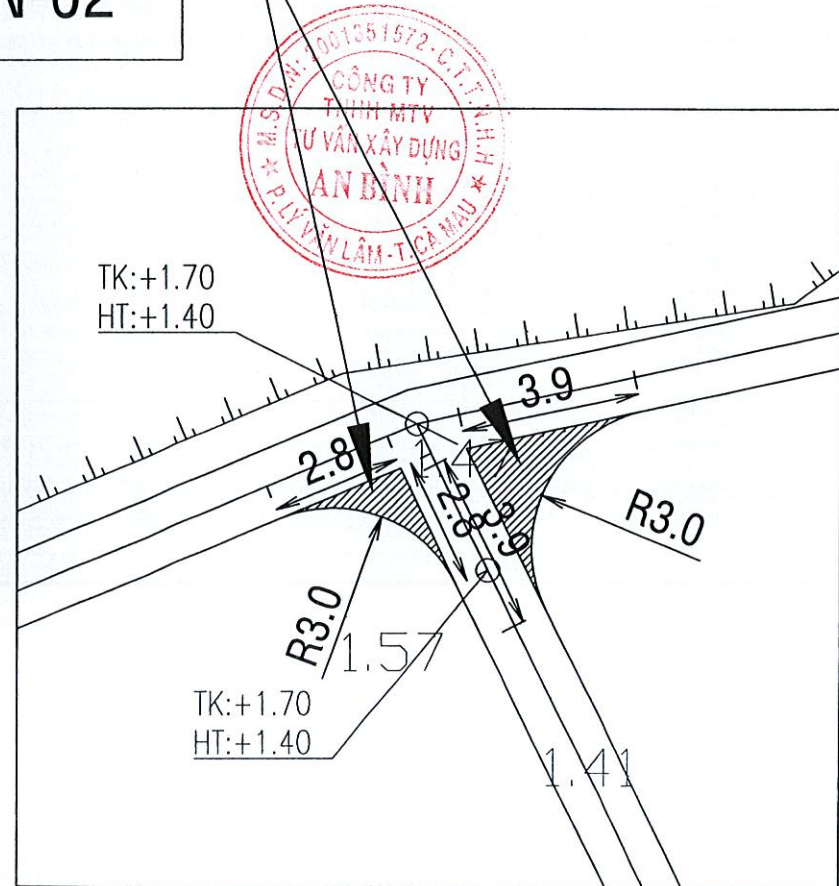 02
M.S.D.N: 2001351572-C.T.T.N.H.H
CÔNG TY
TNHH MTV
TƯ VẤN XÂY DỰNG
AN BÌNH
P.LÝ VĂN LÂM-T.CÀ MAU
TK:+1.70
HT:+1.40
3.9
2.8
2.8
3.9
R3.0
R3.0
1.57
TK:+1.70
HT:+1.40
1.41